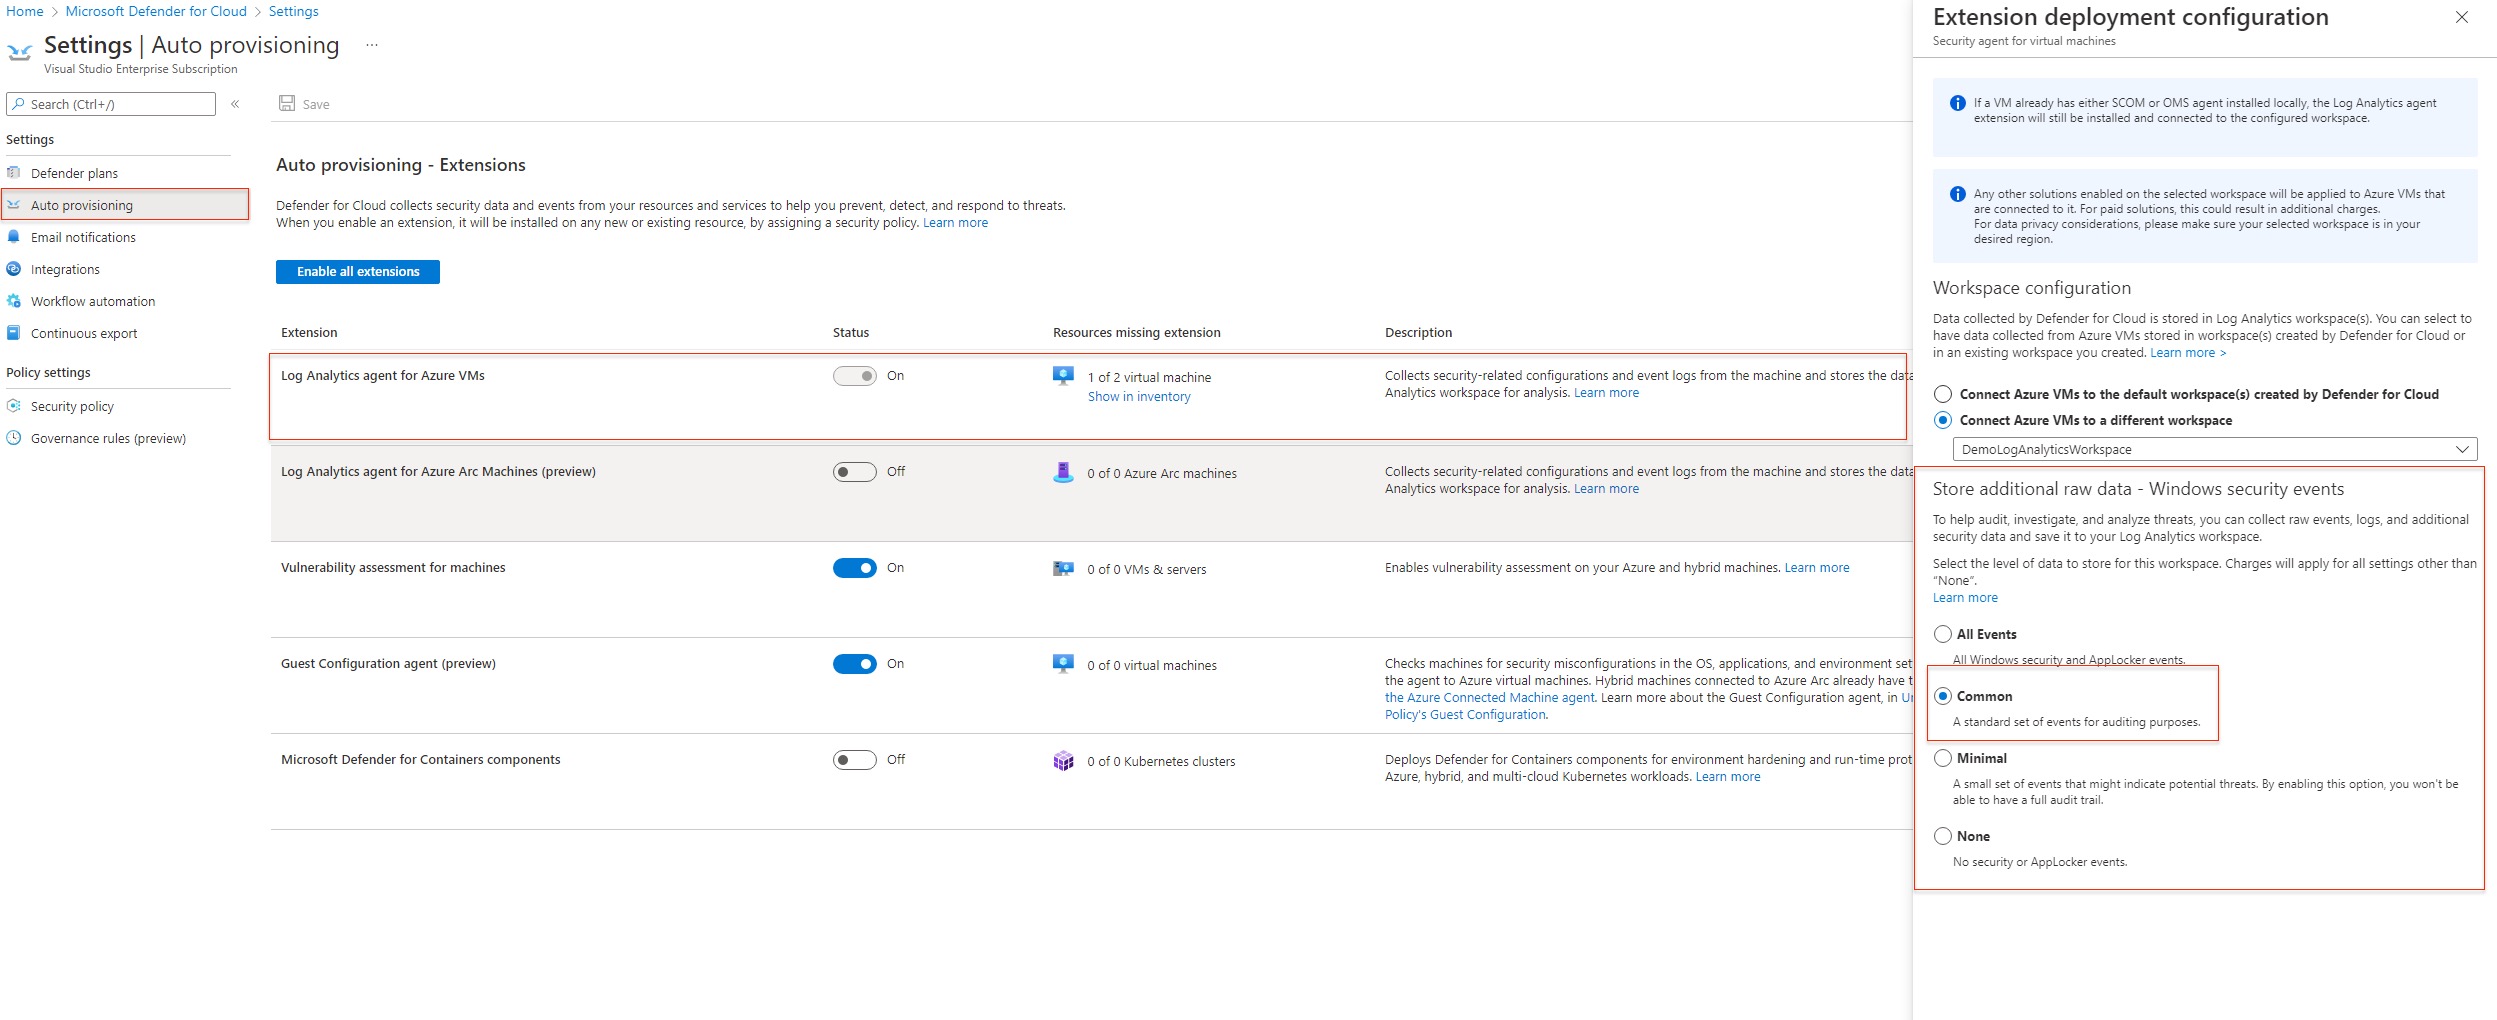 Home > Microsoft Defender for Cloud > Settings
Settings | Auto provisioning ...
Visual Studio Enterprise Subscription
Search (Ctrl+/) «
Settings
Defender plans
Auto provisioning
Email notifications
Integrations
Workflow automation
Continuous export
Policy settings
Security policy
Governance rules (preview)
Save
Auto provisioning - Extensions
Defender for Cloud collects security data and events from your resources and services to help you prevent, detect, and respond to threats.
When you enable an extension, it will be installed on any new or existing resource, by assigning a security policy. Learn more
Enable all extensions
Extension Status Resources missing extension Description
Log Analytics agent for Azure VMs
On
1 of 2 virtual machine
Show in inventory
Collects security-related configurations and event logs from the machine and stores the data
Analytics workspace for analysis. Learn more
Log Analytics agent for Azure Arc Machines (preview)
Off
0 of 0 Azure Arc machines
Collects security-related configurations and event logs from the machine and stores the data
Analytics workspace for analysis. Learn more
Vulnerability assessment for machines
On
0 of 0 VMs & servers
Enables vulnerability assessment on your Azure and hybrid machines. Learn more
Guest Configuration agent (preview)
On
0 of 0 virtual machines
Checks machines for security misconfigurations in the OS, applications, and environment set
the agent to Azure virtual machines. Hybrid machines connected to Azure Arc already have t
the Azure Connected Machine agent. Learn more about the Guest Configuration agent, in Ur
Policy's Guest Configuration.
Microsoft Defender for Containers components
Off
0 of 0 Kubernetes clusters
Deploys Defender for Containers components for environment hardening and run-time prot
Azure, hybrid, and multi-cloud Kubernetes workloads. Learn more
Extension deployment configuration
Security agent for virtual machines
If a VM already has either SCOM or OMS agent installed locally, the Log Analytics agent
extension will still be installed and connected to the configured workspace.
Any other solutions enabled on the selected workspace will be applied to Azure VMs that
are connected to it. For paid solutions, this could result in additional charges.
For data privacy considerations, please make sure your selected workspace is in your
desired region.
Workspace configuration
Data collected by Defender for Cloud is stored in Log Analytics workspace(s). You can select to
have data collected from Azure VMs stored in workspace(s) created by Defender for Cloud or
in an existing workspace you created. Learn more >
Connect Azure VMs to the default workspace(s) created by Defender for Cloud
Connect Azure VMs to a different workspace
DemoLogAnalyticsWorkspace
Store additional raw data - Windows security events
To help audit, investigate, and analyze threats, you can collect raw events, logs, and additional
security data and save it to your Log Analytics workspace.
Select the level of data to store for this workspace. Charges will apply for all settings other than
“None”.
Learn more
All Events
All Windows security and AppLocker events.
Common
A standard set of events for auditing purposes.
Minimal
A small set of events that might indicate potential threats. By enabling this option, you won't be
able to have a full audit trail.
None
No security or AppLocker events.